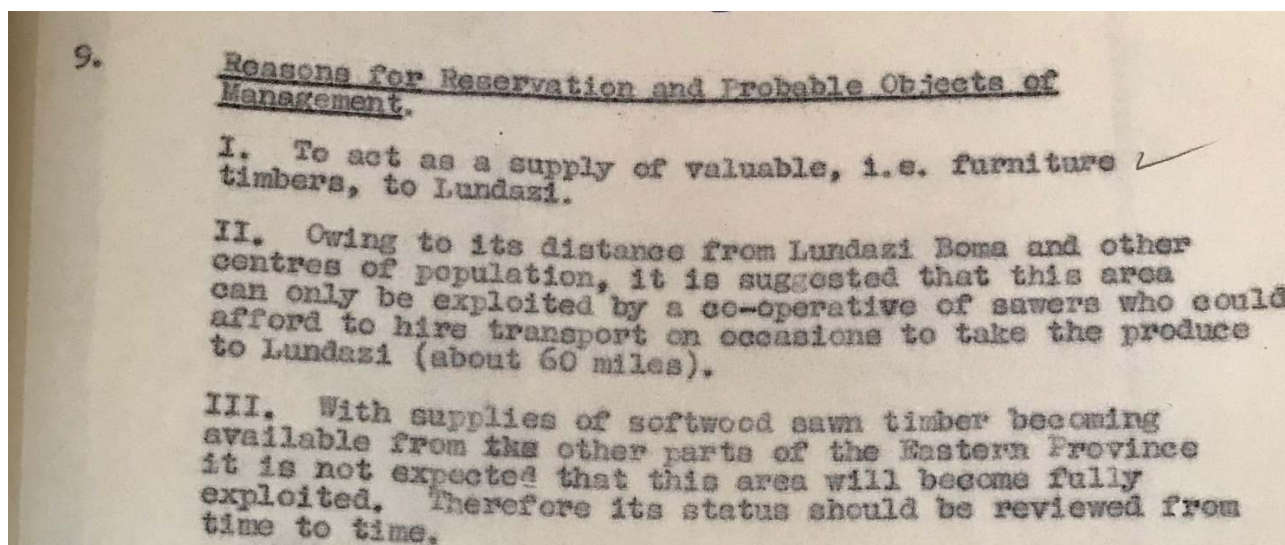 9.
Reasons for Reservation and Probable Objects of
Management.
I. To act as a supply of valuable, i.e. furniture
timbers, to Lundazi.
II. Owing to its distance from Lundazi Boma and other
centres of population, it is suggested that this area
can only be exploited by a co-operative of sawers who could
afford to hire transport on occasions to take the produce
to Lundazi (about 60 miles).
III. With supplies of softwood sawn timber becoming
available from the other parts of the Eastern Province
it is not expected that this area will become fully
exploited. Therefore its status should be reviewed from
time to time.